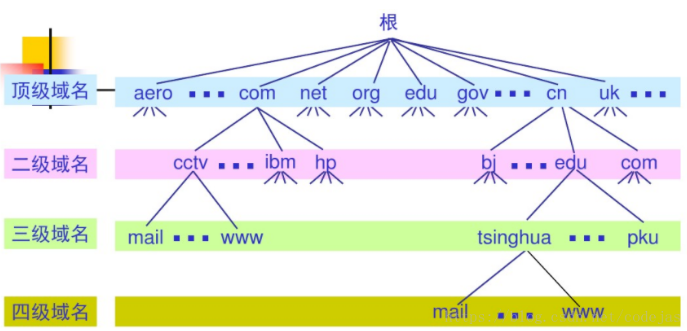 根
顶级域名 aero ... com net org edu gov ... cn uk ...
二级域名 cctv ... ibm hp bj ... edu com
三级域名 mail ... www tsinghua ... pku
四级域名 mail ... www